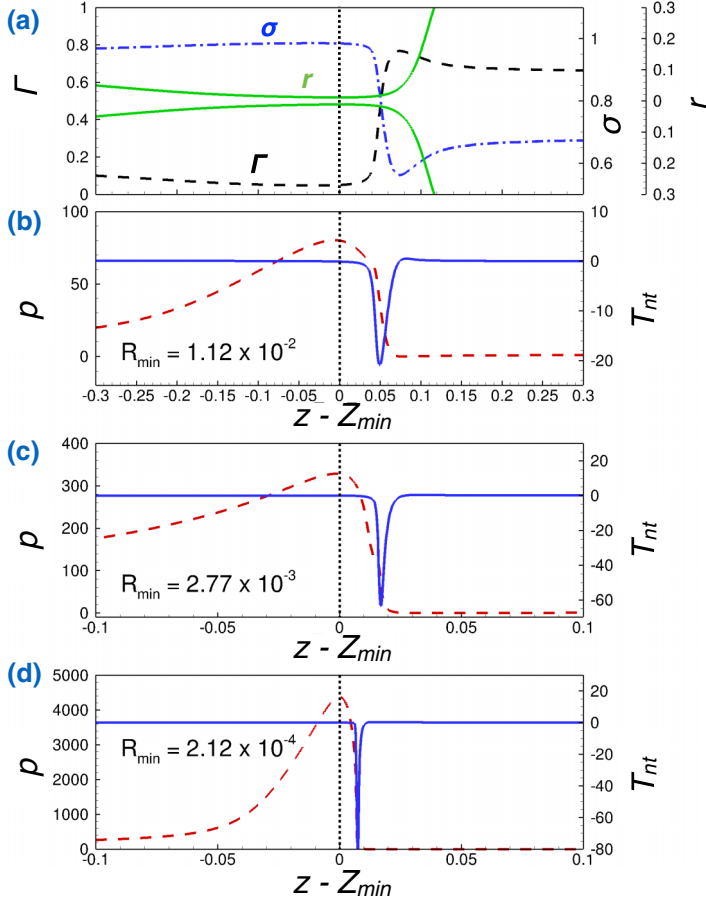 (a)
1
0.8
0.6
0.4
0.2
0
Γ
σ
r
Γ
1
0.8
0.6
σ
0.3
0.2
0.1
0
0.1
0.2
0.3
r
(b)
100
50
0
p
R_min = 1.12 x 10^-2
10
0
-10
-20
T_nt
-0.3 -0.25 -0.2 -0.15 -0.1 -0.05 0 0.05 0.1 0.15 0.2 0.25 0.3
z - Z_min
(c)
400
300
200
100
0
p
R_min = 2.77 x 10^-3
20
0
-20
-40
-60
T_nt
-0.1 -0.05 0 0.05 0.1
z - Z_min
(d)
5000
4000
3000
2000
1000
0
p
R_min = 2.12 x 10^-4
20
0
-20
-40
-60
-80
T_nt
-0.1 -0.05 0 0.05 0.1
z - Z_min